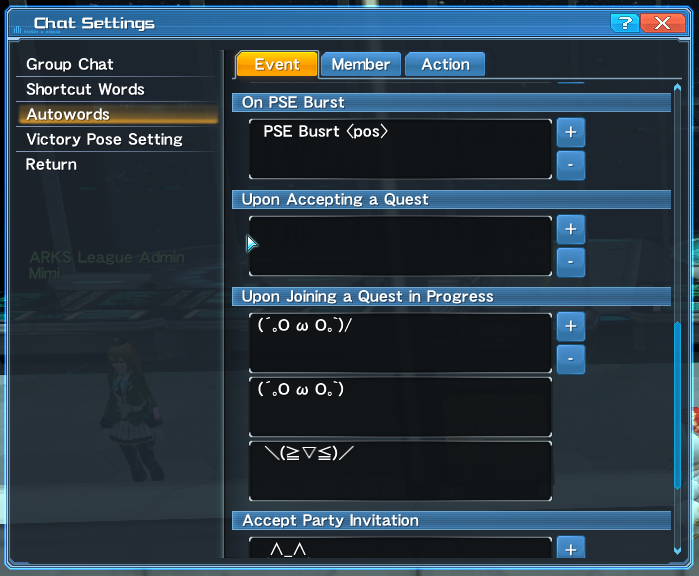 Chat Settings
?
Group Chat
Shortcut Words
Autowords
Victory Pose Setting
Return
ARKS League Admin
Mimi
Event
Member
Action
On PSE Burst
PSE Busrt 〈pos〉
+
-
Upon Accepting a Quest
+
-
Upon Joining a Quest in Progress
(´｡O ω O｡`)/
+
-
(´｡O ω O｡`)
＼(≧▽≦)／
Accept Party Invitation
∧_∧
+